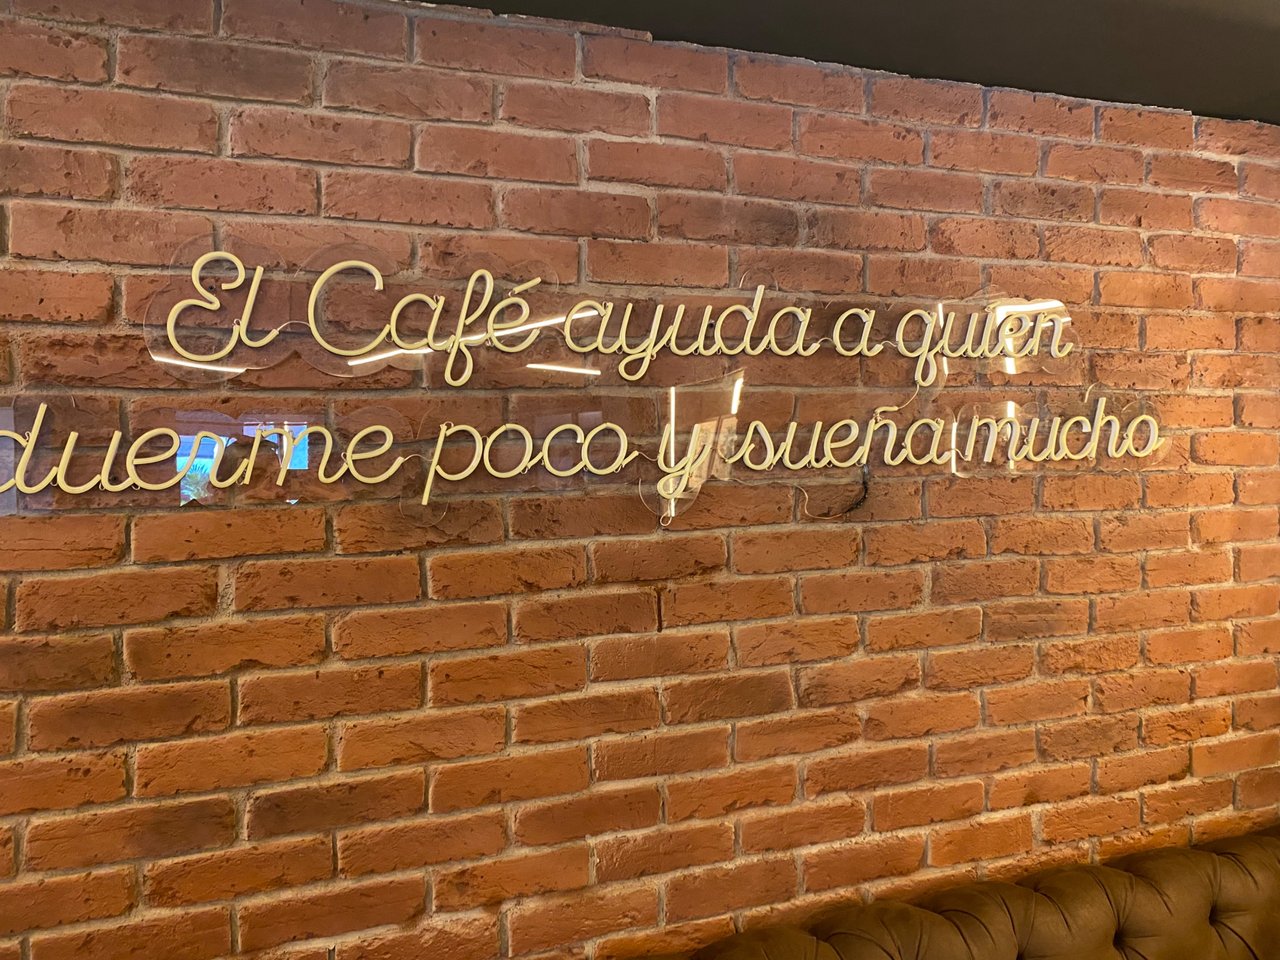 El Café ayuda a quien
duerme poco y sueña mucho